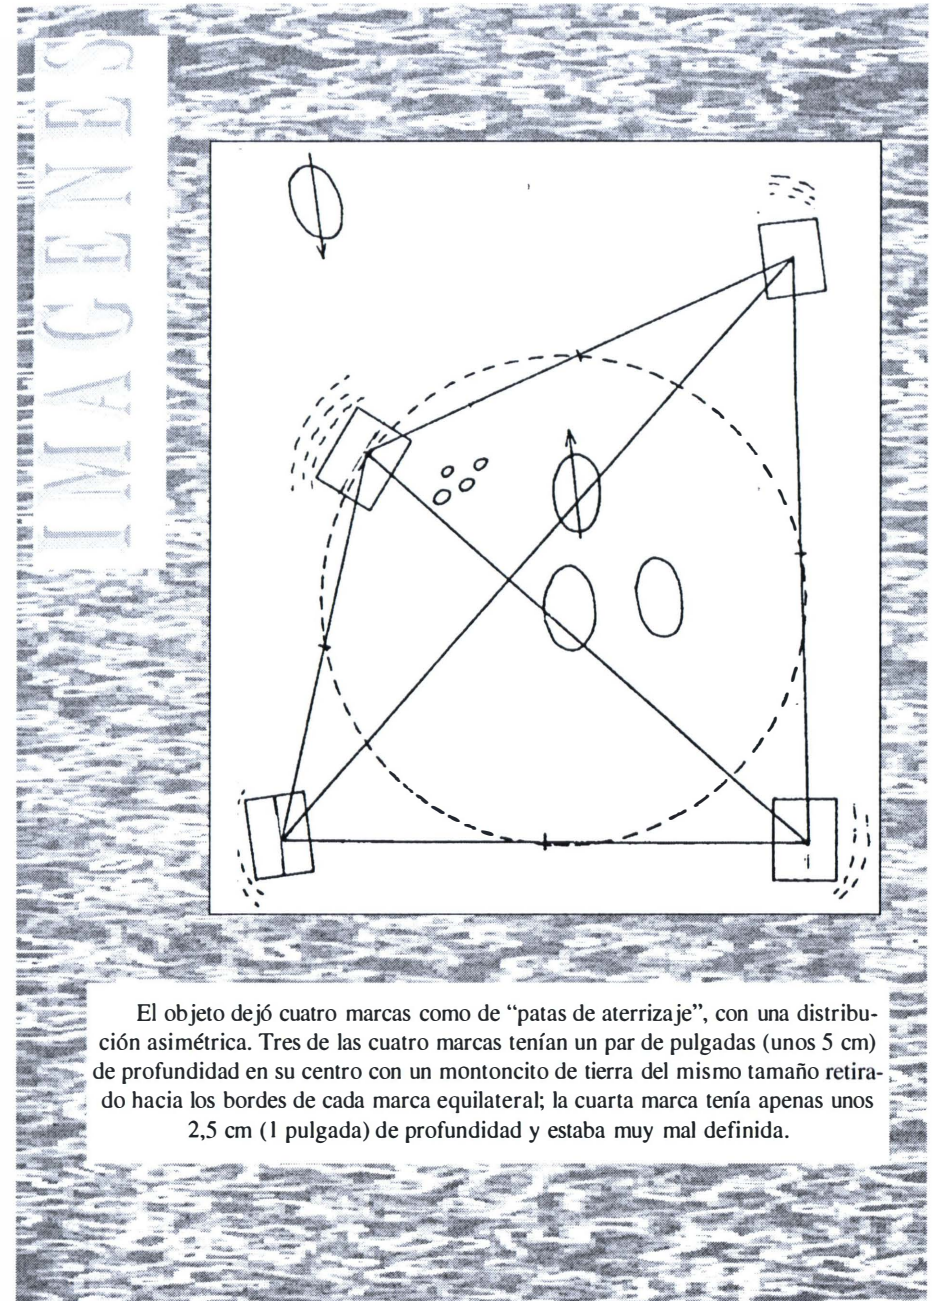 IMAGENES
El objeto dejó cuatro marcas como de “patas de aterrizaje”, con una distribu-
ción asimétrica. Tres de las cuatro marcas tenían un par de pulgadas (unos 5 cm)
de profundidad en su centro con un montoncito de tierra del mismo tamaño retira-
do hacia los bordes de cada marca equilateral; la cuarta marca tenía apenas unos
2,5 cm (1 pulgada) de profundidad y estaba muy mal definida.